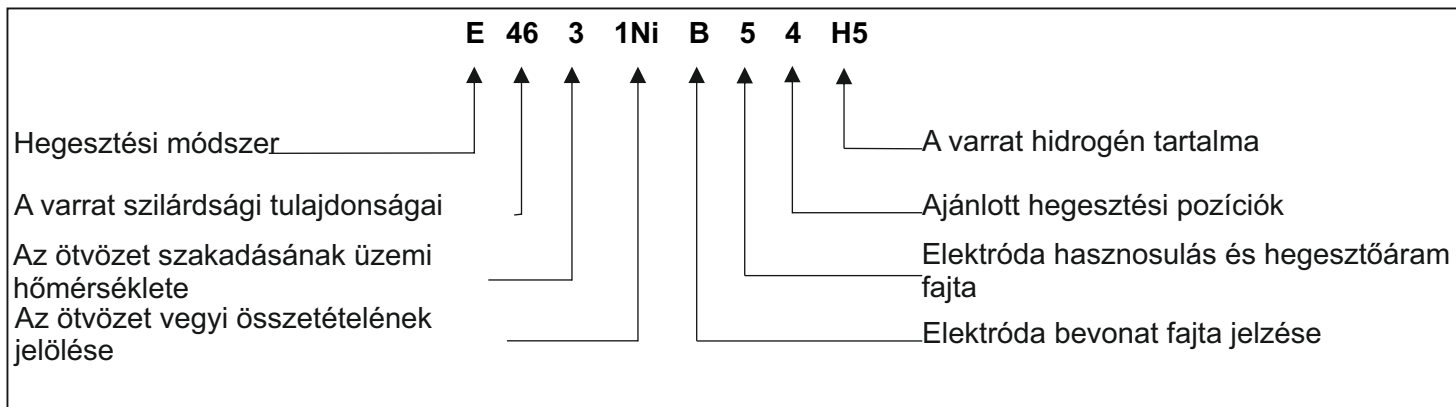 E 46 3 1Ni B 5 4 H5
Hegesztési módszer
A varrat szilárdsági tulajdonságai
Az ötvözet szakadásának üzemi
hőmérséklete
Az ötvözet vegyi összetételének
jelölése
A varrat hidrogén tartalma
Ajánlott hegesztési pozíciók
Elektróda hasznosulás és hegesztőáram
fajta
Elektróda bevonat fajta jelzése